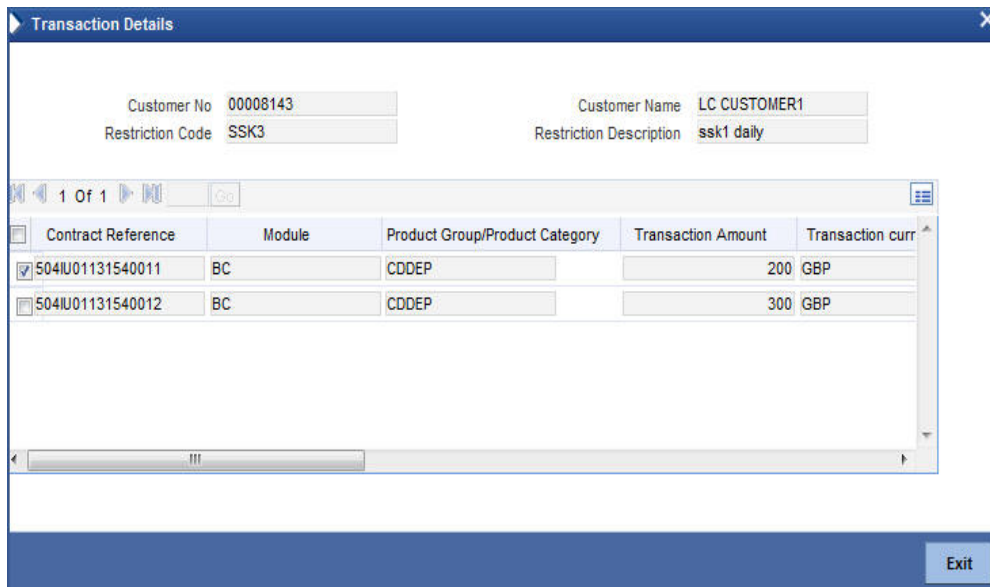 Transaction Details
Customer No 00008143 Customer Name LC CUSTOMER1
Restriction Code SSK3 Restriction Description ssk1 daily
1 Of 1 Go
Contract Reference Module Product Group/Product Category Transaction Amount Transaction curr
504IU01131540011 BC CDDEP 200 GBP
504IU01131540012 BC CDDEP 300 GBP
Exit